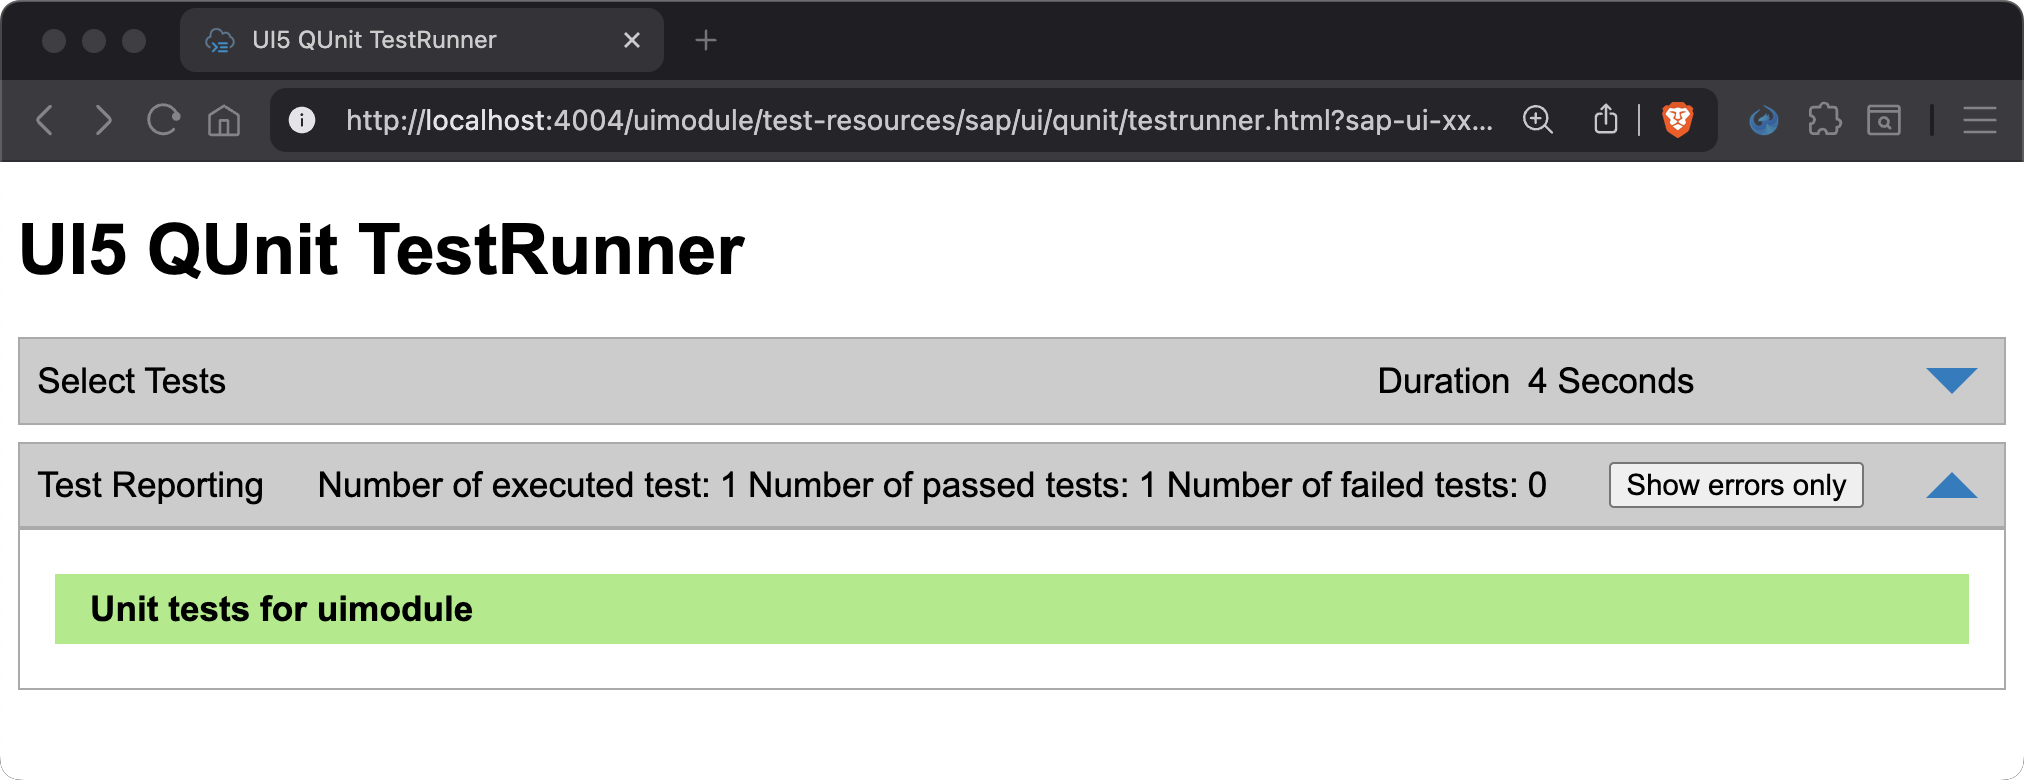 UI5 QUnit TestRunner
http://localhost:4004/uimodule/test-resources/sap/ui/qunit/testrunner.html?sap-ui-xx...
UI5 QUnit TestRunner
Select Tests Duration 4 Seconds
Test Reporting Number of executed test: 1 Number of passed tests: 1 Number of failed tests: 0 Show errors only
Unit tests for uimodule